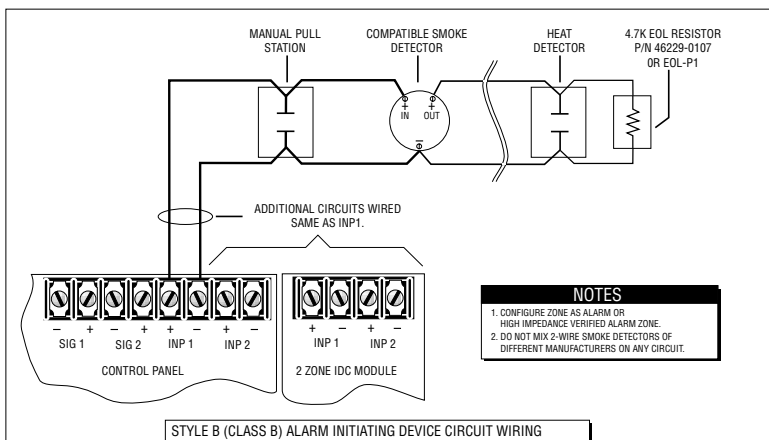 MANUAL PULL
STATION
COMPATIBLE SMOKE
DETECTOR
HEAT
DETECTOR
4.7K EOL RESISTOR
P/N 46229-0107
OR EOL-P1
+ +
IN OUT
–
ADDITIONAL CIRCUITS WIRED
SAME AS INP1.
– + – + + – + –
SIG 1 SIG 2 INP 1 INP 2
CONTROL PANEL
+ – + –
INP 1 INP 2
2 ZONE IDC MODULE
NOTES
1. CONFIGURE ZONE AS ALARM OR
HIGH IMPEDANCE VERIFIED ALARM ZONE.
2. DO NOT MIX 2-WIRE SMOKE DETECTORS OF
DIFFERENT MANUFACTURERS ON ANY CIRCUIT.
STYLE B (CLASS B) ALARM INITIATING DEVICE CIRCUIT WIRING